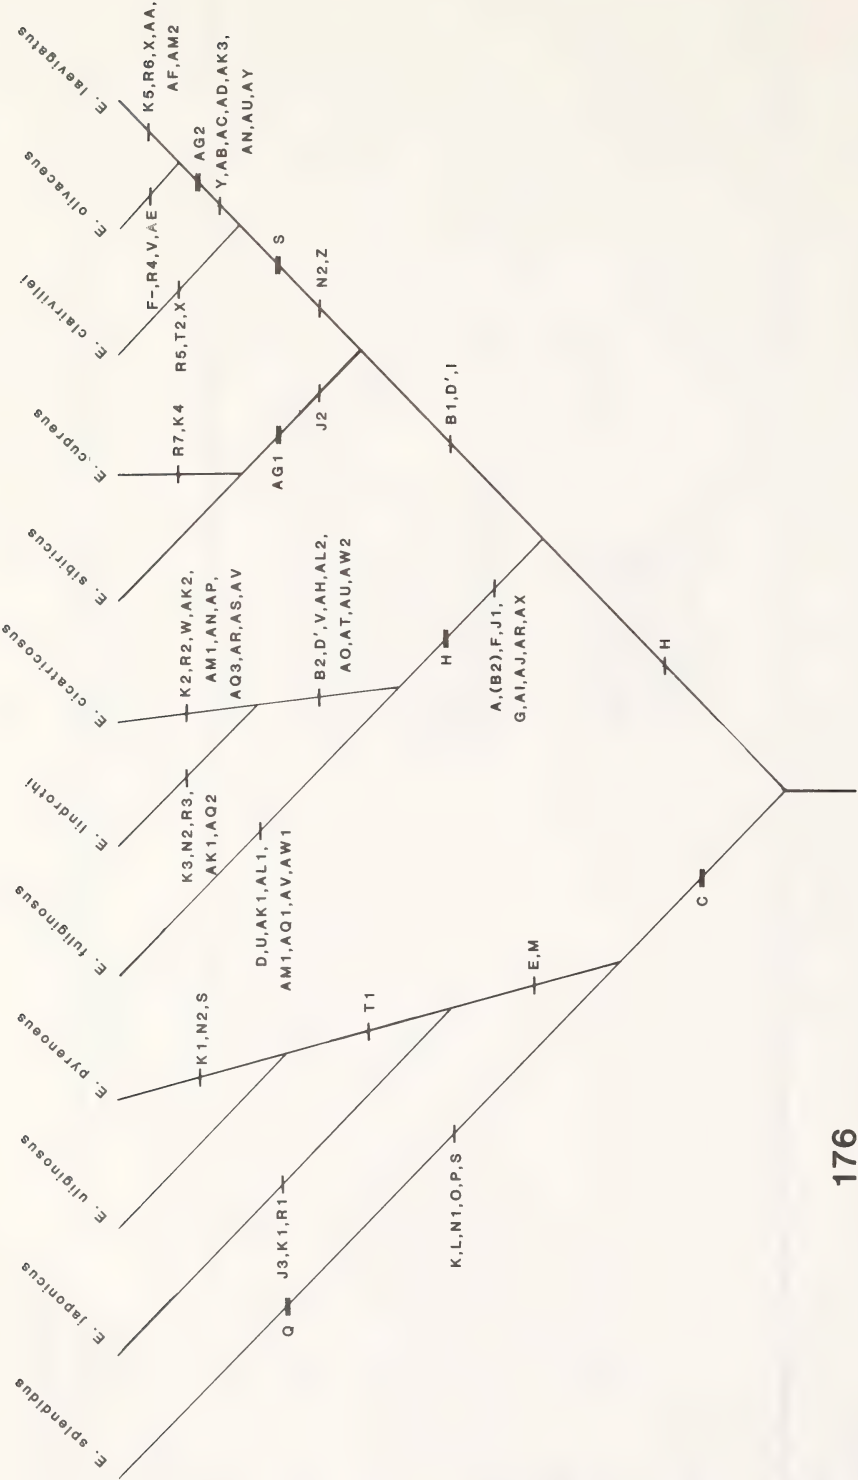 E. laevigatus
E. olivaceus
E. clairvillei
E. cupreus
E. sibiricus
E. cicatricosus
E. lindrothi
E. fuliginosus
E. pyrenoeus
E. uliginosus
E. japonicus
E. splendidus
K5,R6,X,AA,
AF,AM2
F-,R4,V,AE
AG2
Y,AB,AC,AD,AK3,
AN,AU,AY
R5,T2,X
S
N2,Z
R7,K4
AG1
J2
B1,D',I
K2,R2,W,AK2,
AM1,AN,AP,
AQ3,AR,AS,AV
B2,D',V,AH,AL2,
AO,AT,AU,AW2
K3,N2,R3,
AK1,AQ2
D,U,AK1,AL1,
AM1,AQ1,AV,AW1
H
A,(B2),F,J1,
G,AI,AJ,AR,AX
H
K1,N2,S
T1
E,M
J3,K1,R1
K,L,N1,O,P,S
Q
C
176